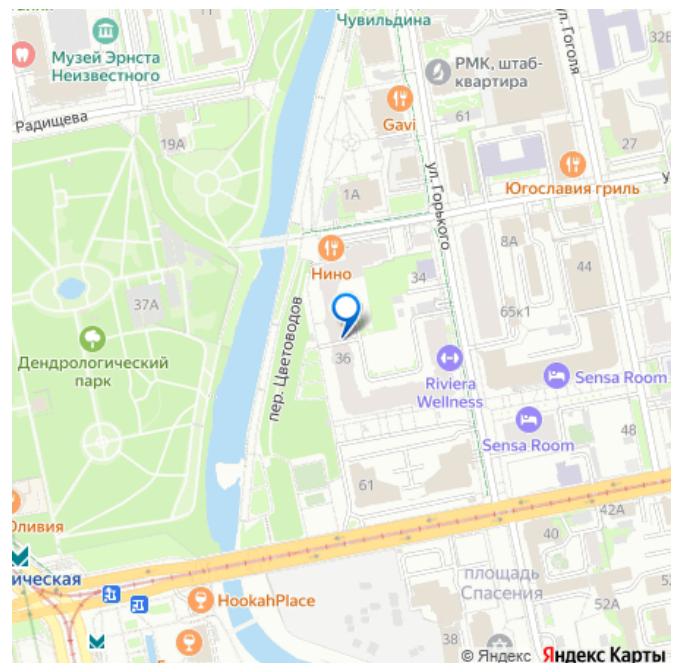 Чувильдина
Музей Эрнста
Неизвестного
РМК, штаб-
квартира
ул. Гоголя
32Б
Радищева
19А
Gavi
61
27
Югославия гриль
ул. Горького
1А
Нино
8А
44
34
37А
65к1
Дендрологический
парк
пер. Цветоводов
36
Riviera
Wellness
Sensa Room
Sensa Room
48
61
Оливия
42А
40
ическая
HookahPlace
площадь
Спасения
52А
38
© Яндекс Яндекс Карты